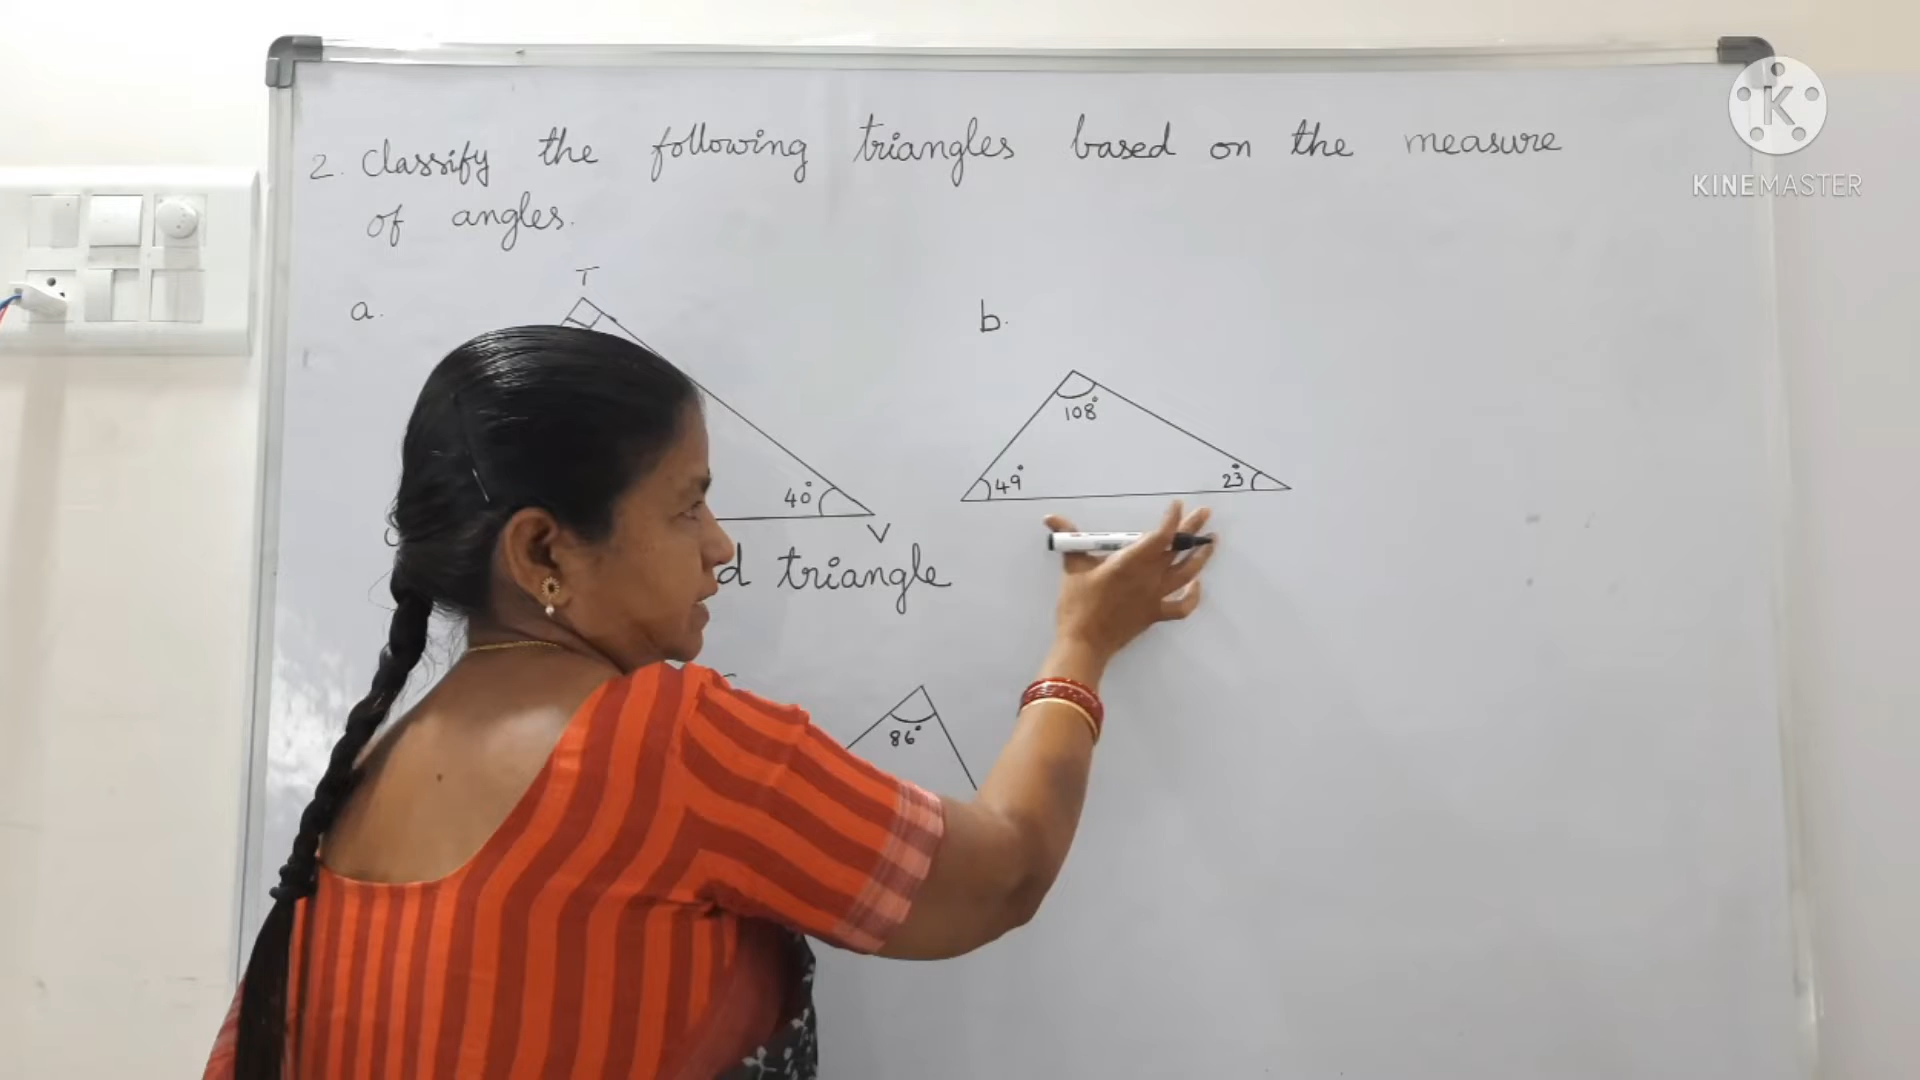 2. Classify the following triangles based on the measure
of angles.
T
a.
b.
108°
40°
49°
23°
V
triangle
86°
KINEMASTER